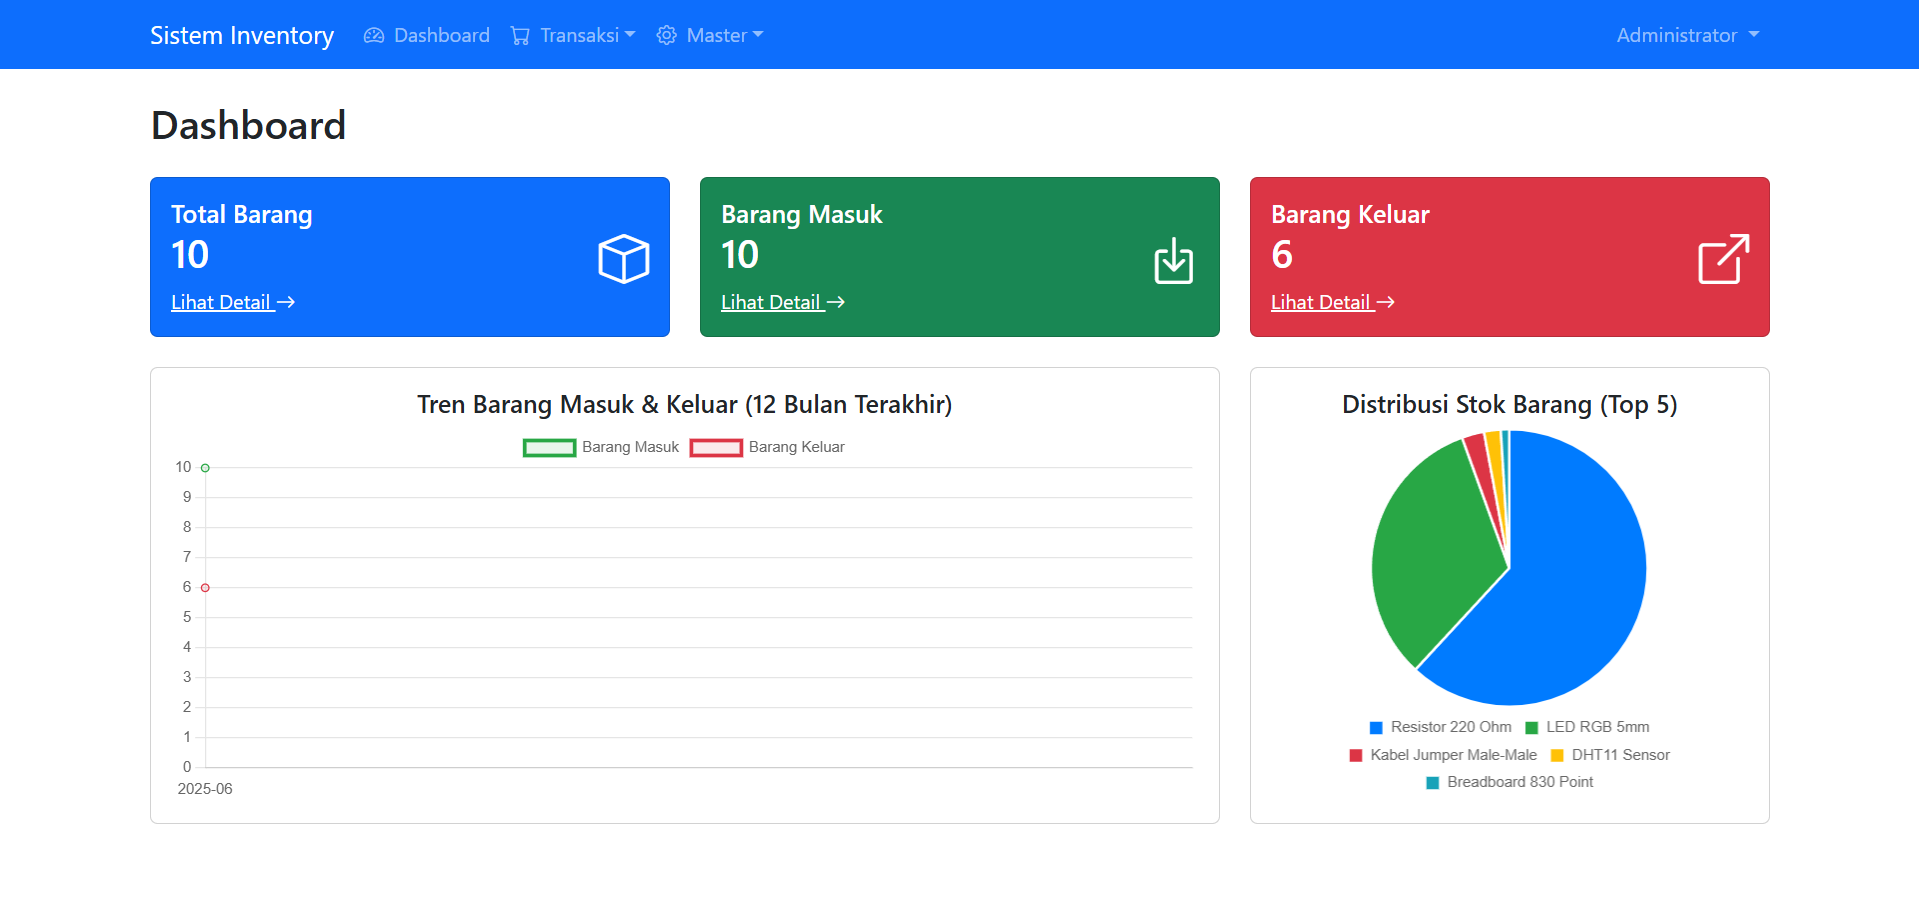 Sistem Inventory Dashboard Transaksi Master Administrator
Dashboard
Total Barang
10
Lihat Detail →
Barang Masuk
10
Lihat Detail →
Barang Keluar
6
Lihat Detail →
Tren Barang Masuk & Keluar (12 Bulan Terakhir)
Barang Masuk Barang Keluar
10
9
8
7
6
5
4
3
2
1
0
2025-06
Distribusi Stok Barang (Top 5)
Resistor 220 Ohm LED RGB 5mm
Kabel Jumper Male-Male DHT11 Sensor
Breadboard 830 Point